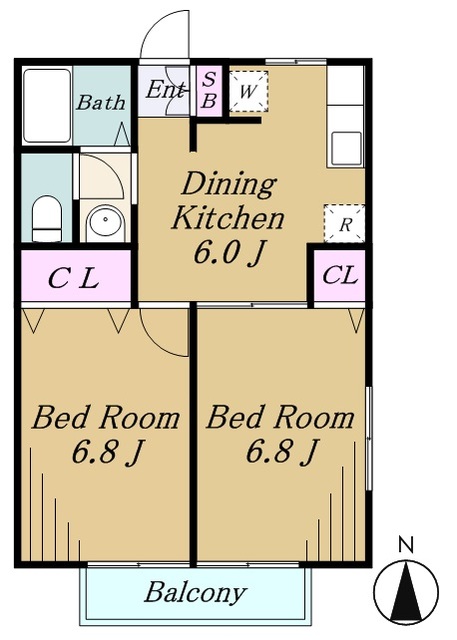 Ent
S
B
W
Bath
Dining
Kitchen
6.0 J
R
C L
CL
Bed Room
6.8 J
Bed Room
6.8 J
Balcony
N